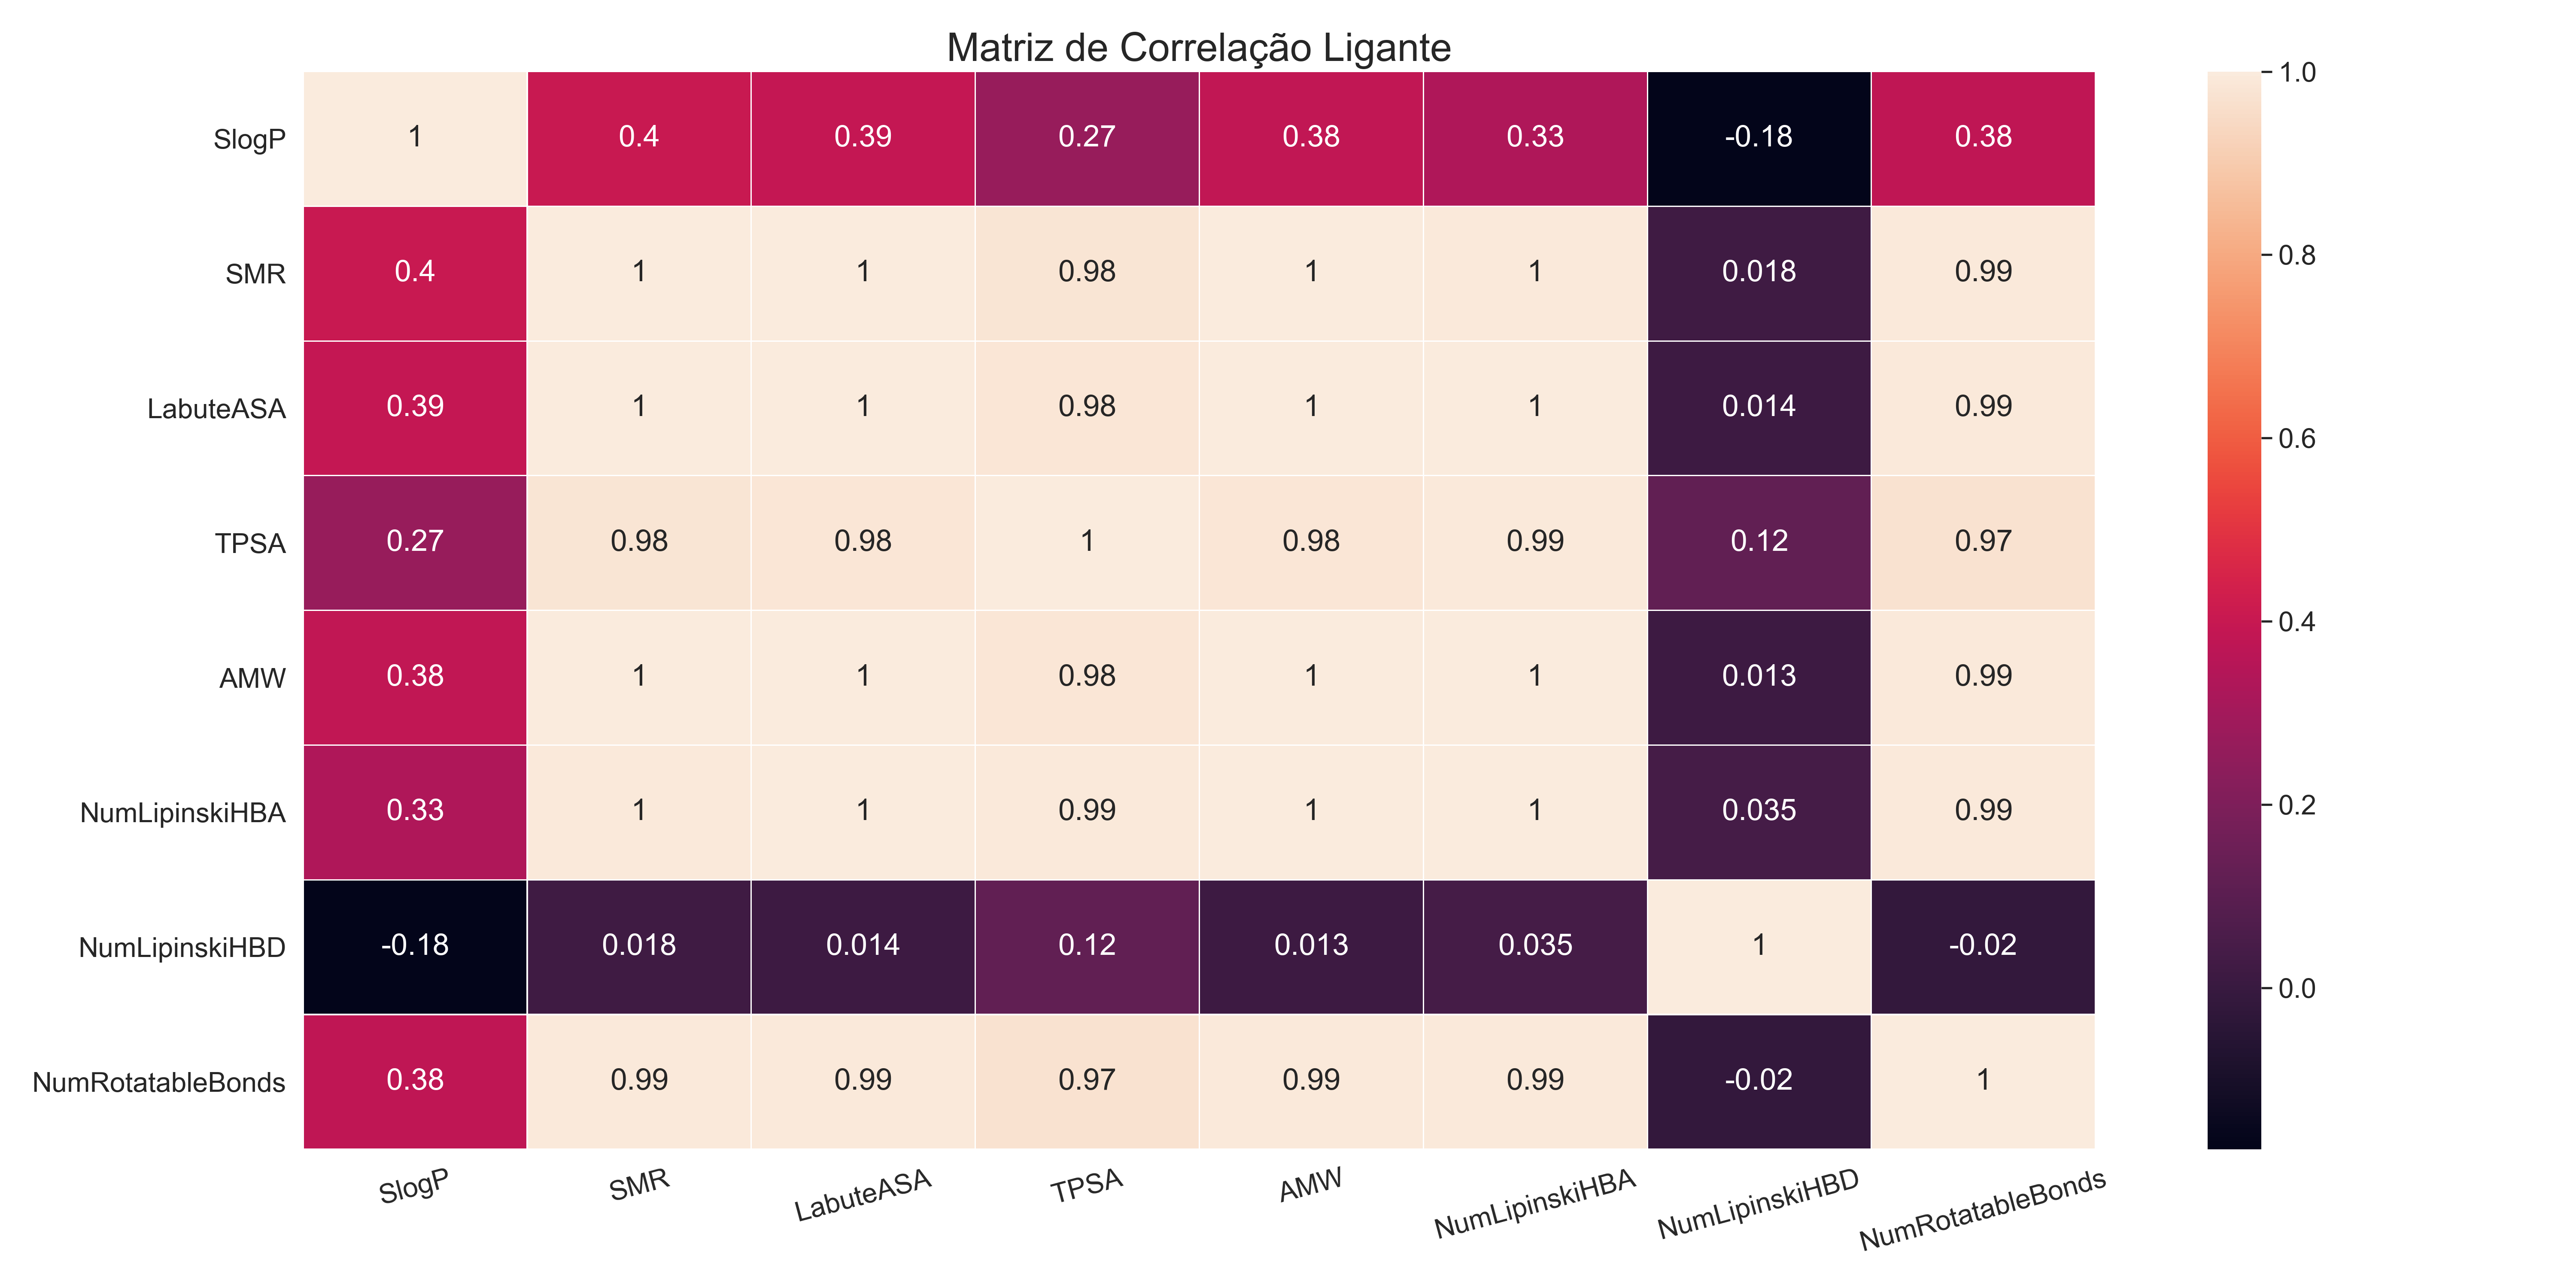 Matriz de Correlação Ligante
SlogP 1 0.4 0.39 0.27 0.38 0.33 -0.18 0.38
SMR 0.4 1 1 0.98 1 1 0.018 0.99
LabuteASA 0.39 1 1 0.98 1 1 0.014 0.99
TPSA 0.27 0.98 0.98 1 0.98 0.99 0.12 0.97
AMW 0.38 1 1 0.98 1 1 0.013 0.99
NumLipinskiHBA 0.33 1 1 0.99 1 1 0.035 0.99
NumLipinskiHBD -0.18 0.018 0.014 0.12 0.013 0.035 1 -0.02
NumRotatableBonds 0.38 0.99 0.99 0.97 0.99 0.99 -0.02 1
SlogP SMR LabuteASA TPSA AMW NumLipinskiHBA NumLipinskiHBD NumRotatableBonds
1.0
0.8
0.6
0.4
0.2
0.0